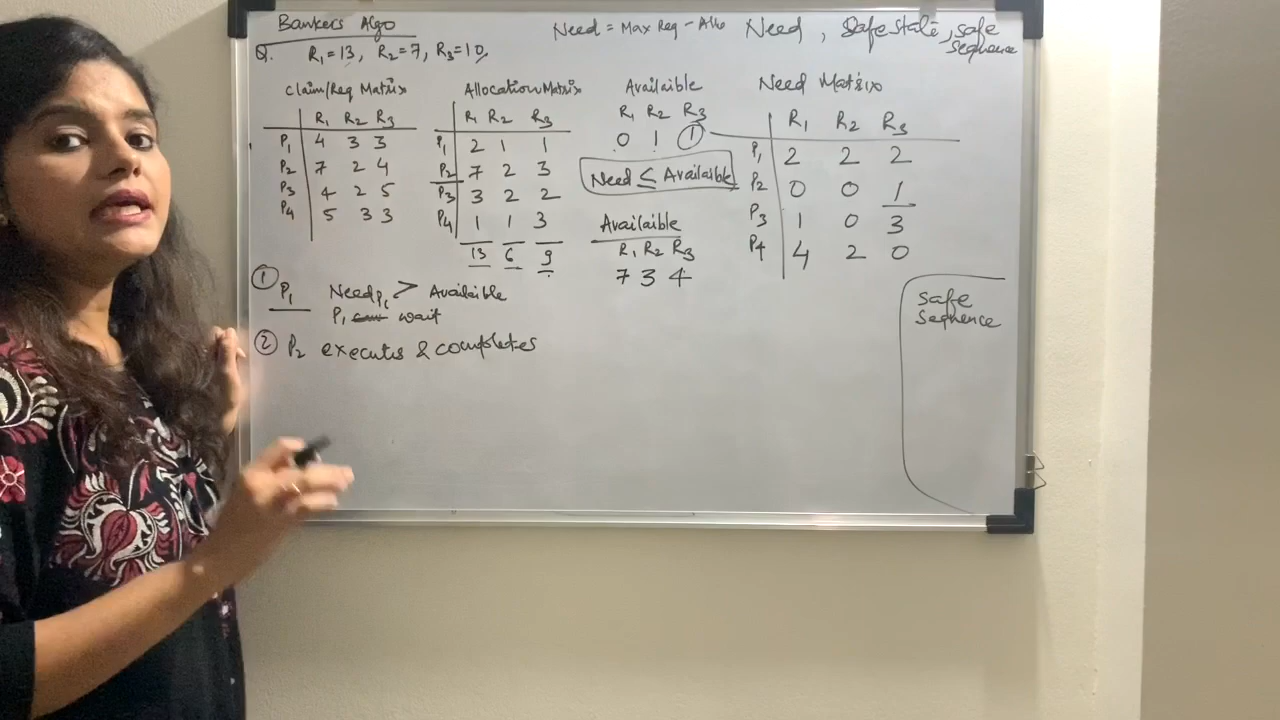 Bankers Algo
Need = Max Req - Allo
Need, Safe state, safe sequence
Q. R1=13, R2=7, R3=10
Claim/Req Matrix
R1 R2 R3
P1 4 3 3
P2 7 2 4
P3 4 2 5
P4 5 3 3
Allocation Matrix
R1 R2 R3
P1 2 1 1
P2 7 2 3
P3 3 2 2
P4 1 1 3
13 6 9
Availaible
R1 R2 R3
0 1 1
Need ≤ Available
Availaible
R1 R2 R3
7 3 4
Need Matrix
R1 R2 R3
P1 2 2 2
P2 0 0 1
P3 1 0 3
P4 4 2 0
① P1 Need P1 > Availaible
P1 wait
② P2 executes & completes
Safe
Sequence